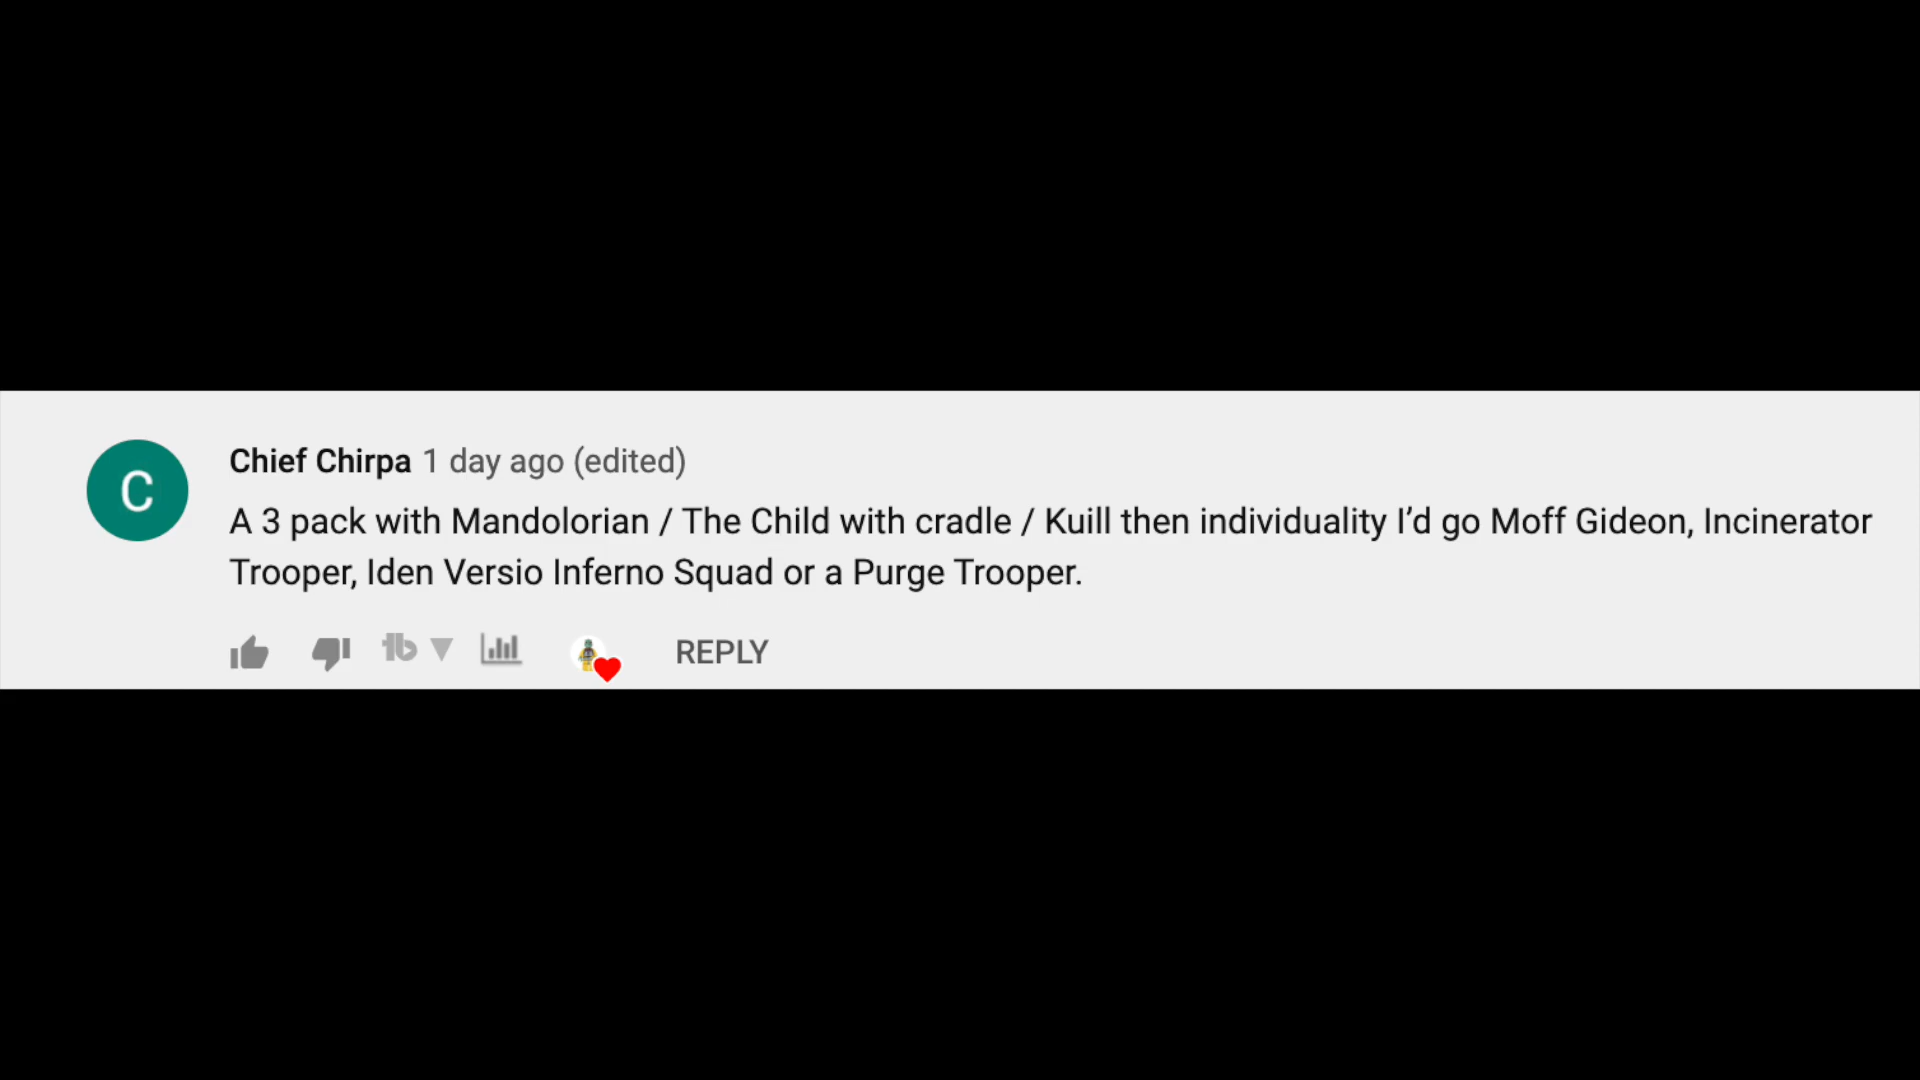 C
Chief Chirpa 1 day ago (edited)
A 3 pack with Mandolorian / The Child with cradle / Kuill then individuality I’d go Moff Gideon, Incinerator
Trooper, Iden Versio Inferno Squad or a Purge Trooper.
tb REPLY